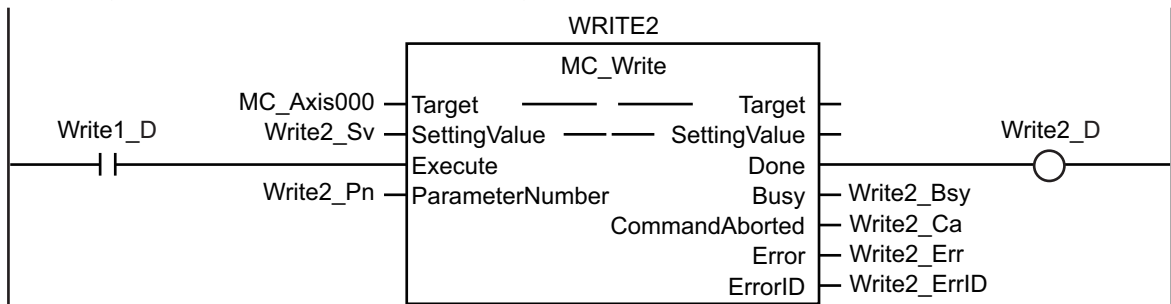 WRITE2
MC_Write
MC_Axis000 Target Target
Write1_D Write2_Sv SettingValue SettingValue Write2_D
Execute Done
Write2_Pn ParameterNumber Busy Write2_Bsy
CommandAborted Write2_Ca
Error Write2_Err
ErrorID Write2_ErrID